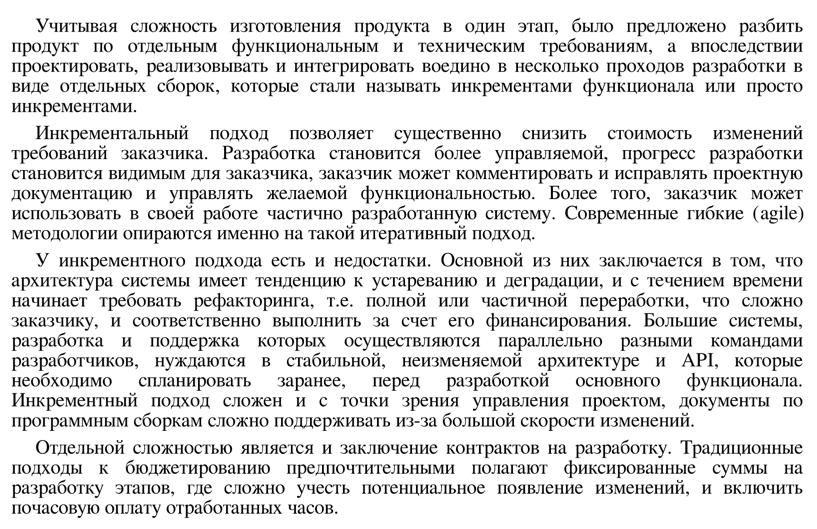 Учитывая сложность изготовления продукта в один этап, было предложено разбить
продукт по отдельным функциональным и техническим требованиям, а впоследствии
проектировать, реализовывать и интегрировать воедино в несколько проходов разработки в
виде отдельных сборок, которые стали называть инкрементами функционала или просто
инкрементами.
Инкрементальный подход позволяет существенно снизить стоимость изменений
требований заказчика. Разработка становится более управляемой, прогресс разработки
становится видимым для заказчика, заказчик может комментировать и исправлять проектную
документацию и управлять желаемой функциональностью. Более того, заказчик может
использовать в своей работе частично разработанную систему. Современные гибкие (agile)
методологии опираются именно на такой итеративный подход.
У инкрементного подхода есть и недостатки. Основной из них заключается в том, что
архитектура системы имеет тенденцию к устареванию и деградации, и с течением времени
начинает требовать рефакторинга, т.е. полной или частичной переработки, что сложно
заказчику, и соответственно выполнить за счет его финансирования. Большие системы,
разработка и поддержка которых осуществляются параллельно разными командами
разработчиков, нуждаются в стабильной, неизменяемой архитектуре и API, которые
необходимо спланировать заранее, перед разработкой основного функционала.
Инкрементный подход сложен и с точки зрения управления проектом, документы по
программным сборкам сложно поддерживать из-за большой скорости изменений.
Отдельной сложностью является и заключение контрактов на разработку. Традиционные
подходы к бюджетированию предпочтительными полагают фиксированные суммы на
разработку этапов, где сложно учесть потенциальное появление изменений, и включить
почасовую оплату отработанных часов.